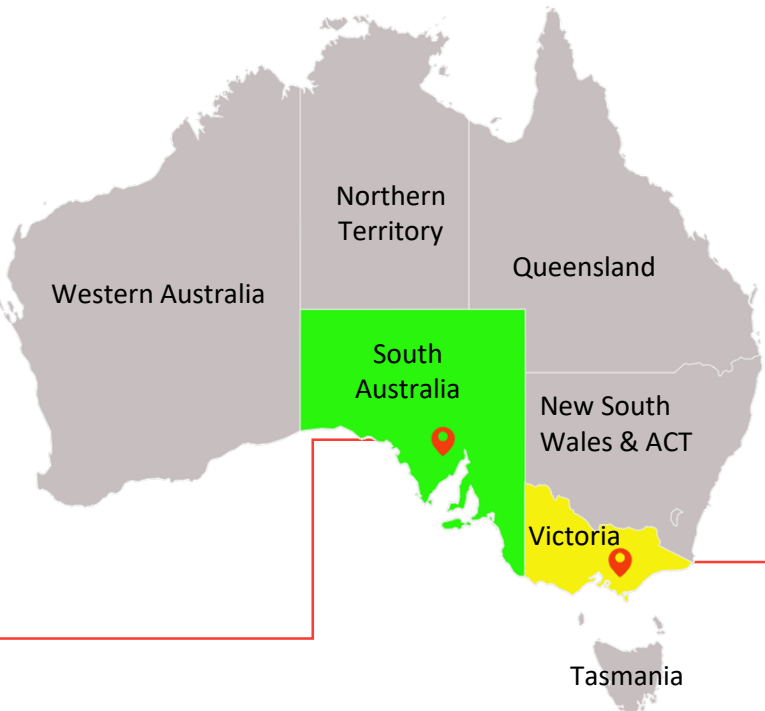 Northern
Territory
Queensland
Western Australia
South
Australia
New South
Wales & ACT
Victoria
Tasmania